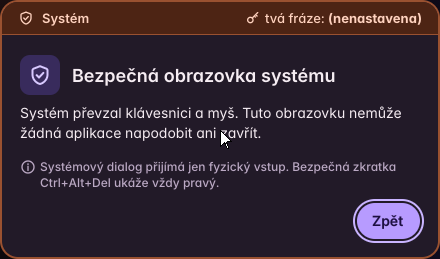 Systém
tvá fráze: (nenastavena)
Bezpečná obrazovka systému
Systém převzal klávesnici a myš. Tuto obrazovku nemůže
žádná aplikace napodobit ani zavřít.
Systémový dialog přijímá jen fyzický vstup. Bezpečná zkratka
Ctrl+Alt+Del ukáže vždy pravý.
Zpět